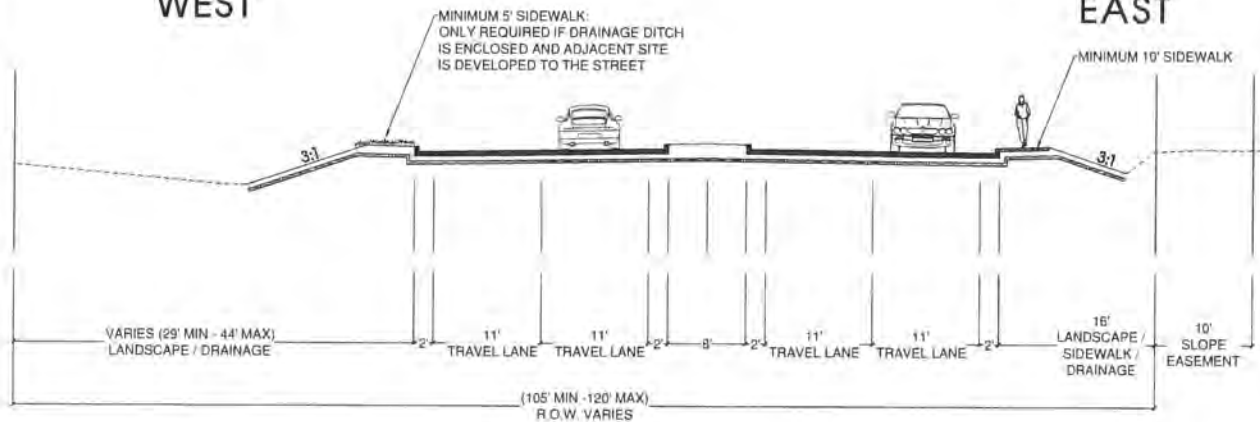 WEST
EAST
MINIMUM 5' SIDEWALK:
ONLY REQUIRED IF DRAINAGE DITCH
IS ENCLOSED AND ADJACENT SITE
IS DEVELOPED TO THE STREET
MINIMUM 10' SIDEWALK
3:1
3:1
VARIES (29' MIN - 44' MAX)
LANDSCAPE / DRAINAGE
2'
11'
TRAVEL LANE
11'
TRAVEL LANE
2'
8'
2'
11'
TRAVEL LANE
11'
TRAVEL LANE
2'
16'
LANDSCAPE /
SIDEWALK /
DRAINAGE
10'
SLOPE
EASEMENT
(105' MIN -120' MAX)
R.O.W. VARIES